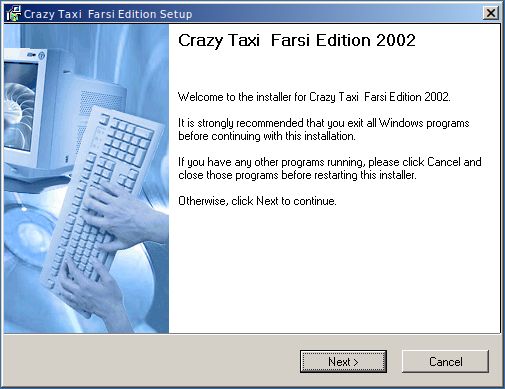 Crazy Taxi  Farsi Edition Setup
Crazy Taxi  Farsi Edition 2002
Welcome to the installer for Crazy Taxi  Farsi Edition 2002.
It is strongly recommended that you exit all Windows programs
before continuing with this installation.
If you have any other programs running, please click Cancel and
close those programs before restarting this installer.
Otherwise, click Next to continue.
Next >
Cancel